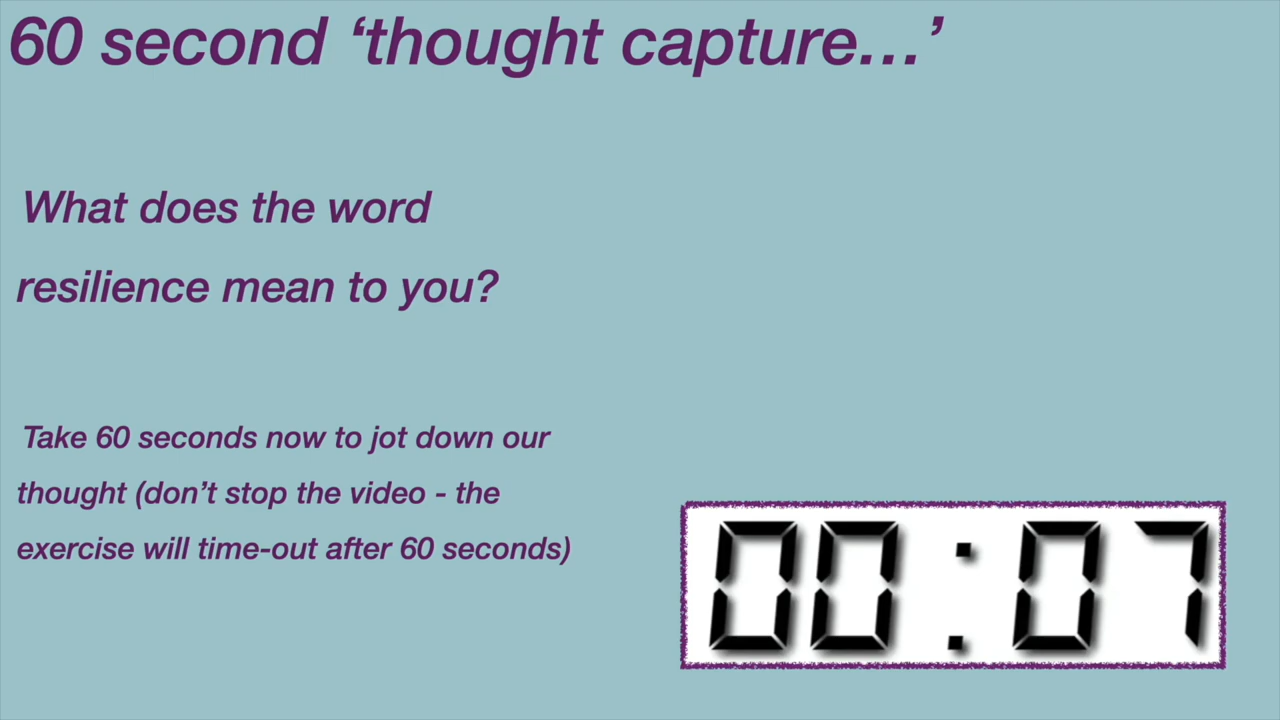 60 second ‘thought capture…’
What does the word
resilience mean to you?
Take 60 seconds now to jot down our
thought (don’t stop the video - the
exercise will time-out after 60 seconds)
00:07